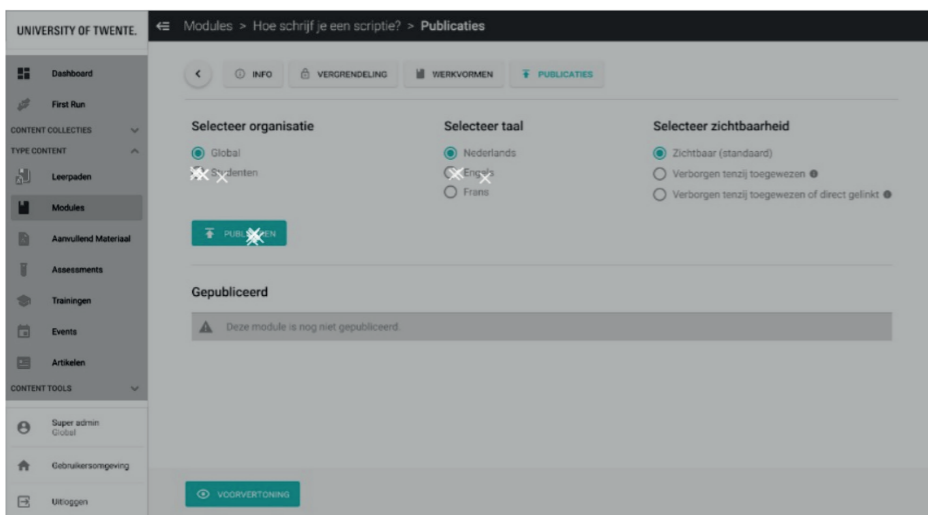 UNIVERSITY OF TWENTE.
Modules > Hoe schrijf je een scriptie? > Publicaties
Dashboard
First Run
CONTENT COLLECTIES
TYPE CONTENT
Leerpaden
Modules
Aanvullend Materiaal
Assessments
Trainingen
Events
Artikelen
CONTENT TOOLS
Super admin
Global
Gebruikersomgeving
Uitloggen
INFO
VERGRENDELING
WERKVORMEN
PUBLICATIES
Selecteer organisatie
Global
Studenten
Selecteer taal
Nederlands
Engels
Frans
Selecteer zichtbaarheid
Zichtbaar (standaard)
Verborgen tenzij toegewezen
Verborgen tenzij toegewezen of direct gelinkt
PUBLICEREN
Gepubliceerd
Deze module is nog niet gepubliceerd.
VOORVERTONING